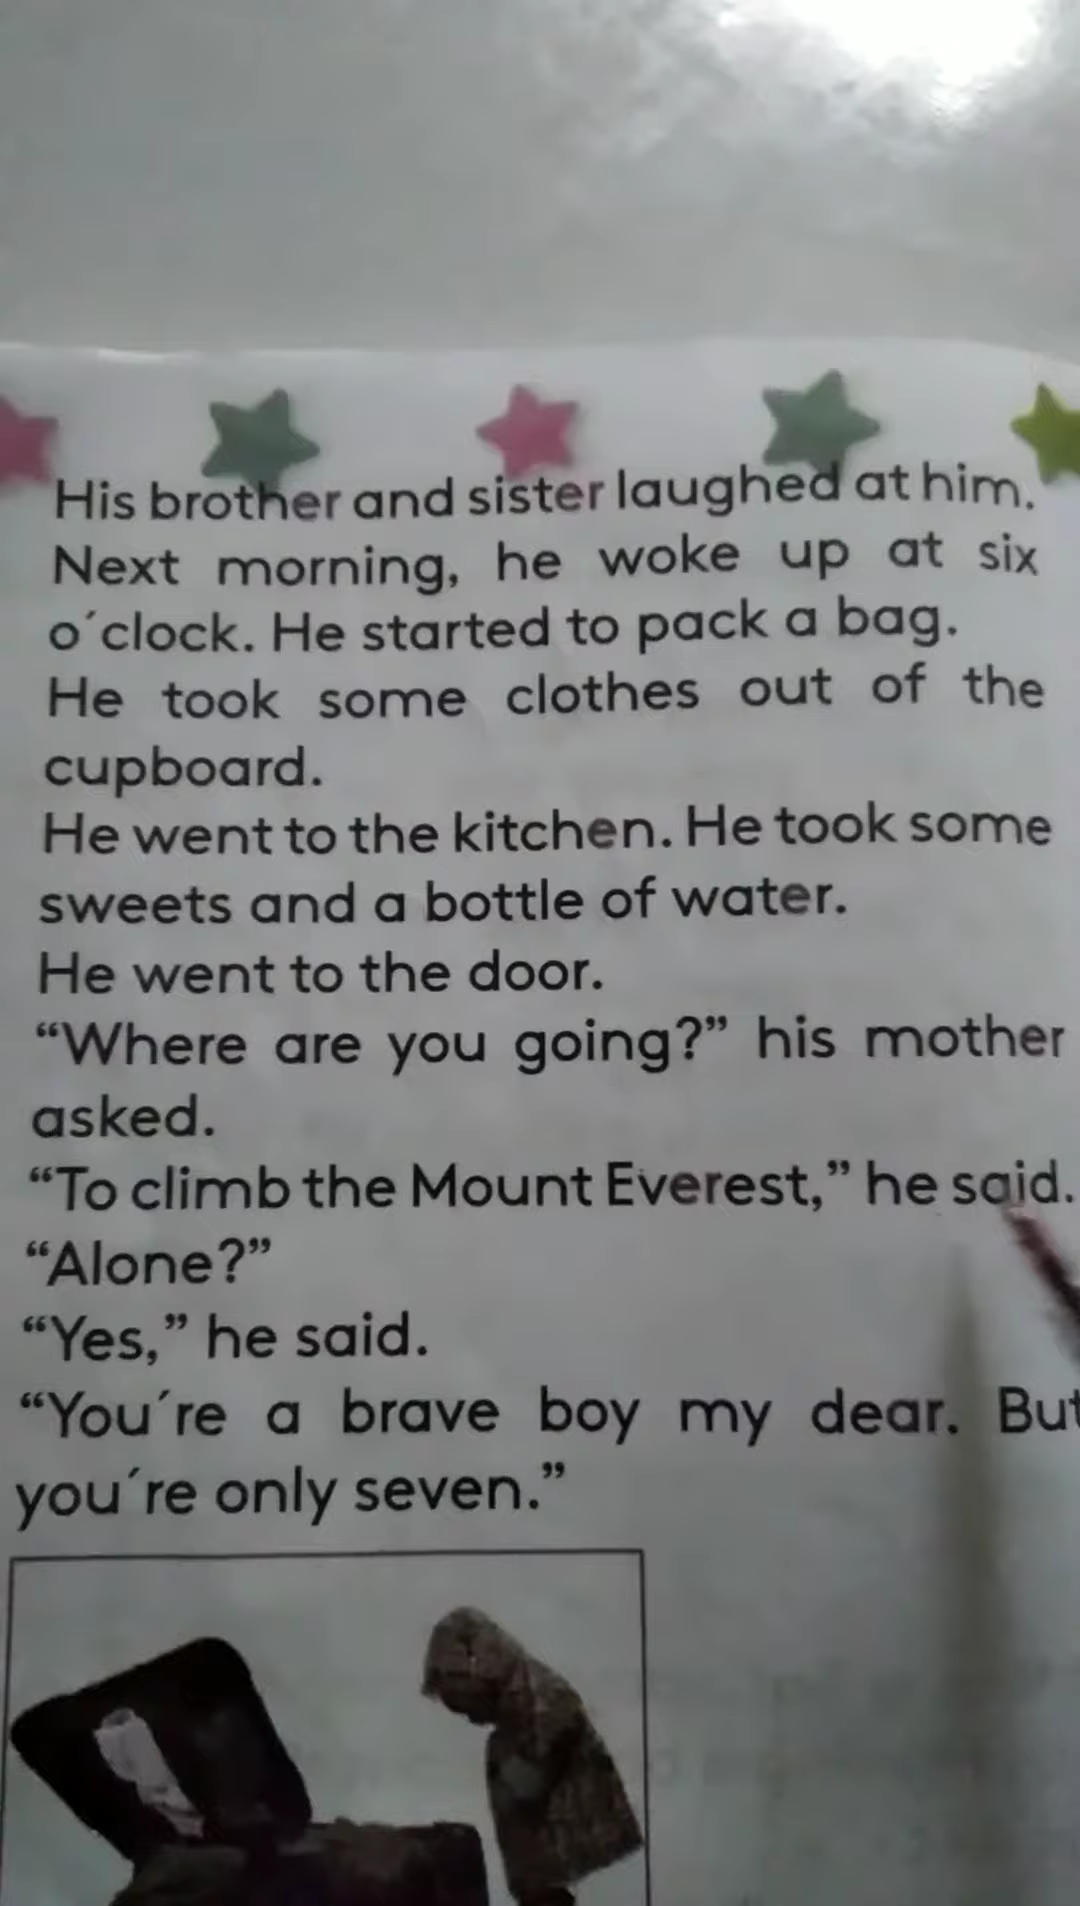 His brother and sister laughed at him.
Next morning, he woke up at six
o´clock. He started to pack a bag.
He took some clothes out of the
cupboard.
He went to the kitchen. He took some
sweets and a bottle of water.
He went to the door.
“Where are you going?” his mother
asked.
“To climb the Mount Everest,” he said.
“Alone?”
“Yes,” he said.
“You´re a brave boy my dear. But
you´re only seven.”